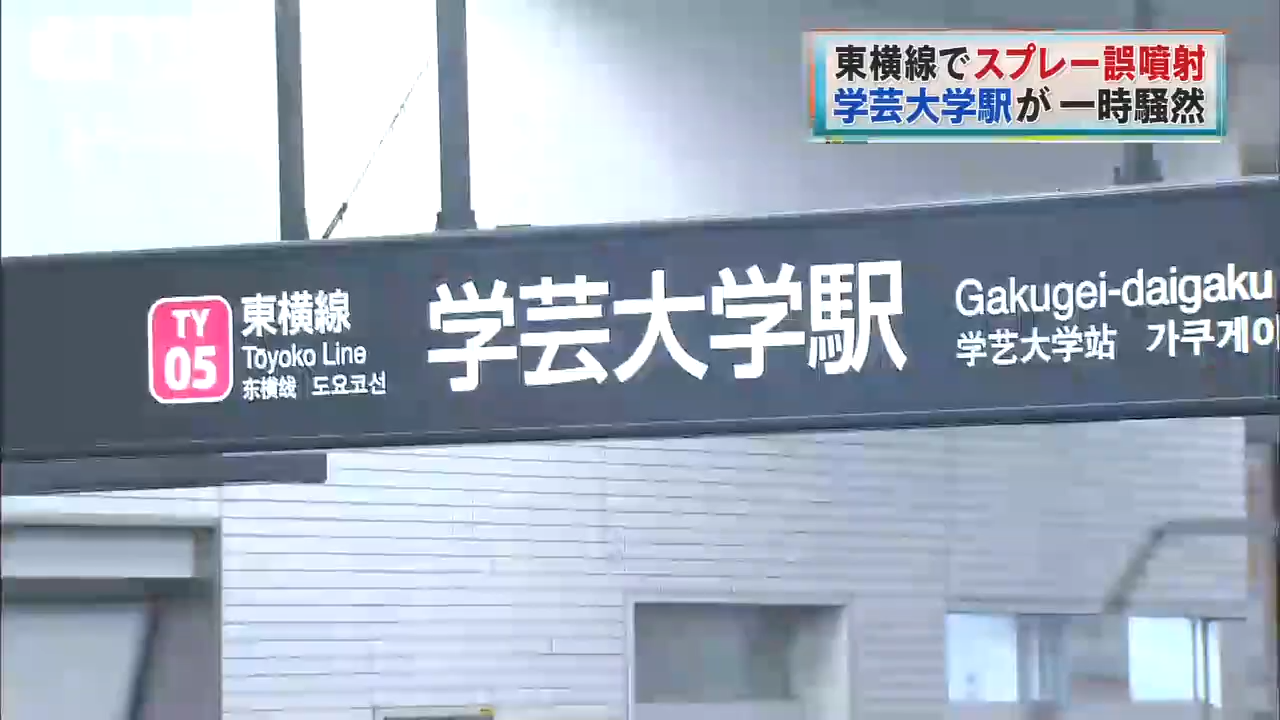 東横線でスプレー誤噴射
学芸大学駅が 一時騒然
TY
05
東横線
Toyoko Line
东横线 도요코선
学芸大学駅
Gakugei-daigaku
学艺大学站 가쿠게이